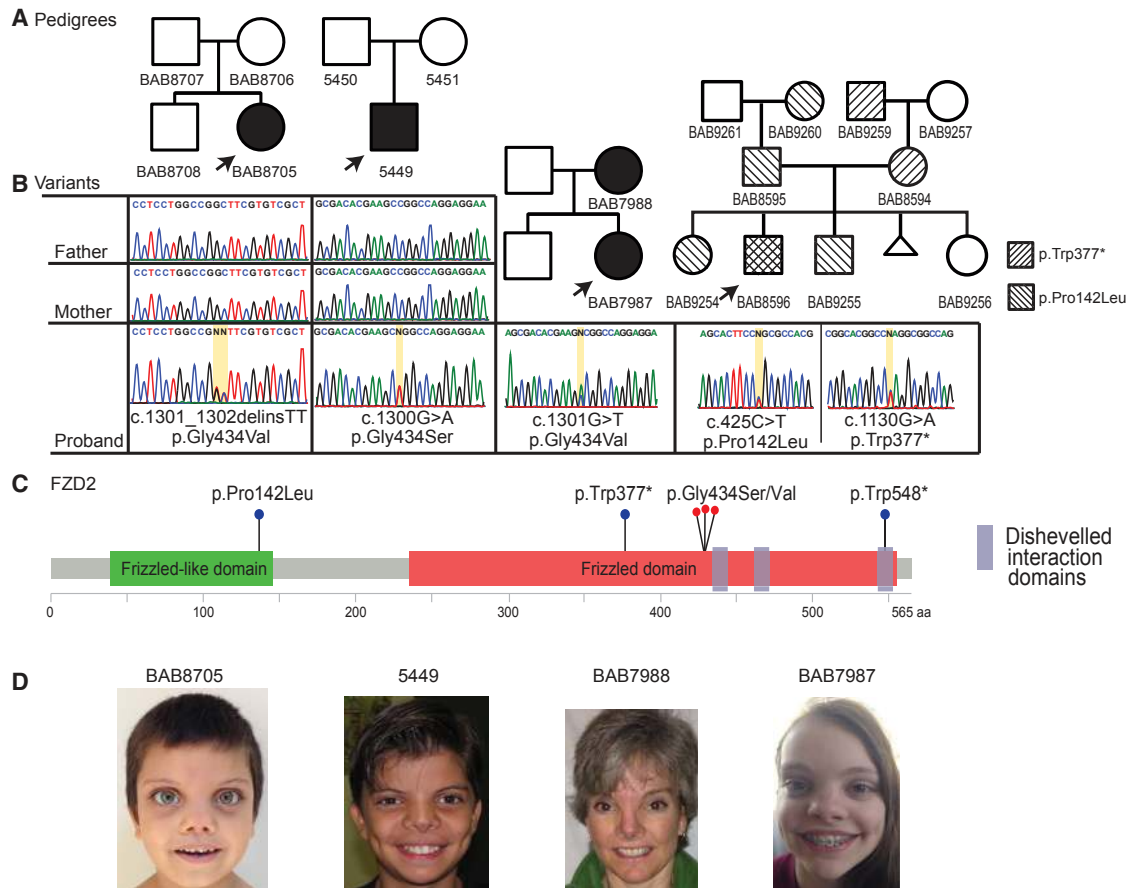 A Pedigrees
BAB8707 BAB8706
BAB8708 BAB8705
5450 5451
5449
BAB7988
BAB7987
BAB9261 BAB9260 BAB9259 BAB9257
BAB8595 BAB8594
BAB9254 BAB8596 BAB9255 BAB9256
p.Trp377*
p.Pro142Leu
B Variants
Father
CCTCCTGGCCGGCTTCGTGTCGCT
GCGACACGAAGCCGGCCAGGAGGAA
Mother
CCTCCTGGCCGGCTTCGTGTCGCT
GCGACACGAAGCCGGCCAGGAGGAA
Proband
CCTCCTGGCCGNNTTCGTGTCGCT
c.1301_1302delinsTT
p.Gly434Val
GCGACACGAAGCNGGCCAGGAGGAA
c.1300G>A
p.Gly434Ser
AGCGACACGAAGNCGGCCAGGAGGA
c.1301G>T
p.Gly434Val
AGCACTTCCNGCGCCACG
c.425C>T
p.Pro142Leu
CGGCACGGCCNAGGCGGCCAG
c.1130G>A
p.Trp377*
C FZD2
p.Pro142Leu p.Trp377* p.Gly434Ser/Val p.Trp548*
Frizzled-like domain Frizzled domain
Dishevelled
interaction
domains
0 100 200 300 400 500 565 aa
D
BAB8705 5449 BAB7988 BAB7987